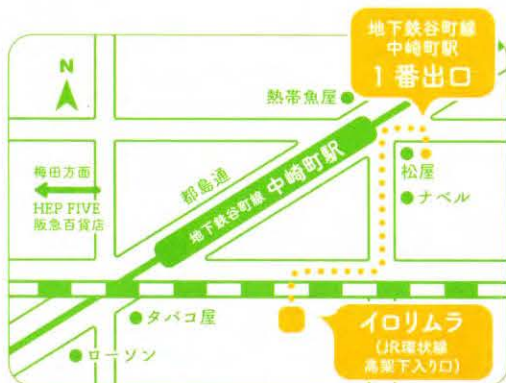 地下鉄谷町線
中崎町駅
1番出口
N
熱帯魚屋
梅田方面
HEP FIVE
阪急百貨店
都島通
地下鉄谷町線 中崎町駅
松屋
ナベル
タバコ屋
ローソン
イロリムラ
(JR環状線
高架下入り口)